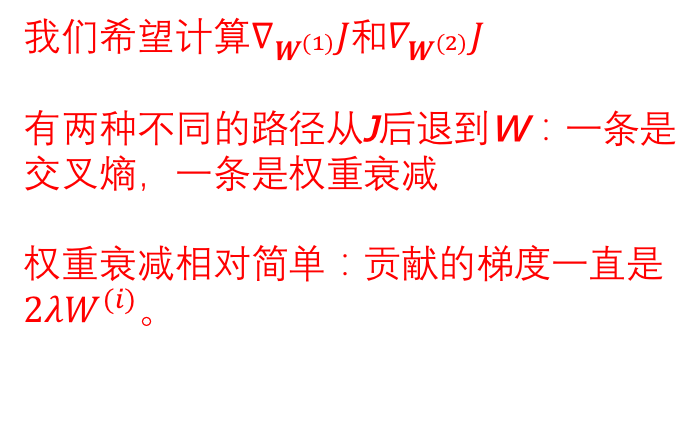 我们希望计算∇_{W^{(1)}}J和∇_{W^{(2)}}J
有两种不同的路径从J后退到W：一条是
交叉熵，一条是权重衰减
权重衰减相对简单：贡献的梯度一直是
2λW^{(i)}。